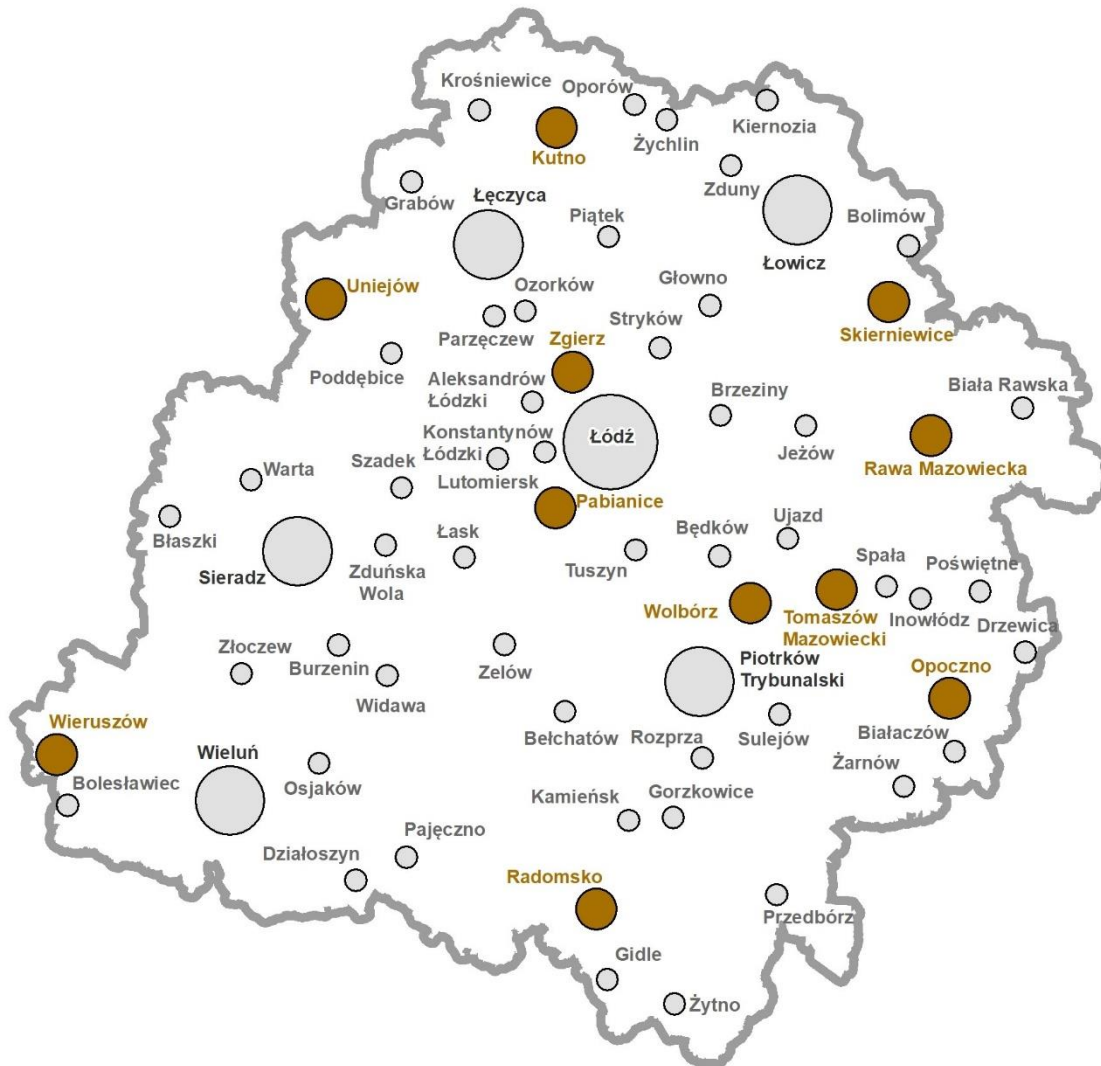 Krośniewice
Oporów
Kiernozia
Żychlin
Kutno
Zduny
Grabów
Łęczyca
Piątek
Bolimów
Łowicz
Uniejów
Ozorków
Głowno
Parzęczew
Stryków
Zgierz
Skierniewice
Poddębice
Aleksandrów
Łódzki
Brzeziny
Biała Rawska
Konstantynów
Łódzki
Łódź
Jeżów
Rawa Mazowiecka
Warta
Szadek
Lutomiersk
Pabianice
Błaszki
Ujazd
Łask
Będków
Sieradz
Zduńska
Wola
Tuszyn
Spała
Poświętne
Wolbórz
Tomaszów
Mazowiecki
Inowłódz
Drzewica
Złoczew
Burzenin
Zelów
Piotrków
Trybunalski
Opoczno
Widawa
Wieruszów
Bełchatów
Rozprza
Sulejów
Białaczów
Wieluń
Żarnów
Bolesławiec
Osjaków
Kamieńsk
Gorzkowice
Pajęczno
Działoszyn
Radomsko
Przedbórz
Gidle
Żytno